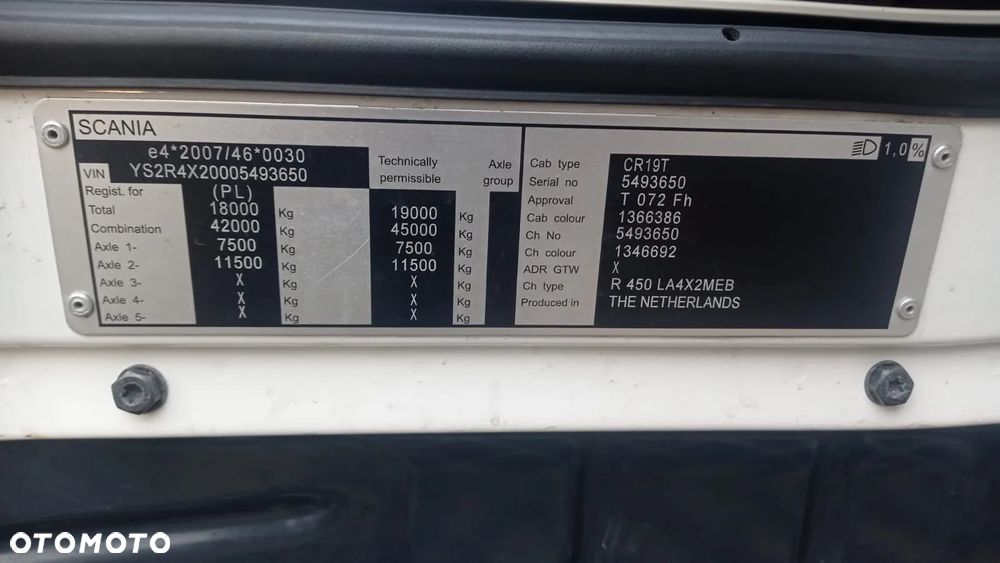 SCANIA
e4*2007/46*0030
VIN YS2R4X20005493650
Technically permissible
Axle group
Regist. for (PL)
Total 18000 Kg 19000 Kg
Combination 42000 Kg 45000 Kg
Axle 1- 7500 Kg 7500 Kg
Axle 2- 11500 Kg 11500 Kg
Axle 3- X Kg X Kg
Axle 4- X Kg X Kg
Axle 5- X Kg X Kg
1,0%
Cab type CR19T
Serial no 5493650
Approval T 072 Fh
Cab colour 1366386
Ch No 5493650
Ch colour 1346692
ADR GTW X
Ch type R 450 LA4X2MEB
Produced in THE NETHERLANDS
OTOMOTO